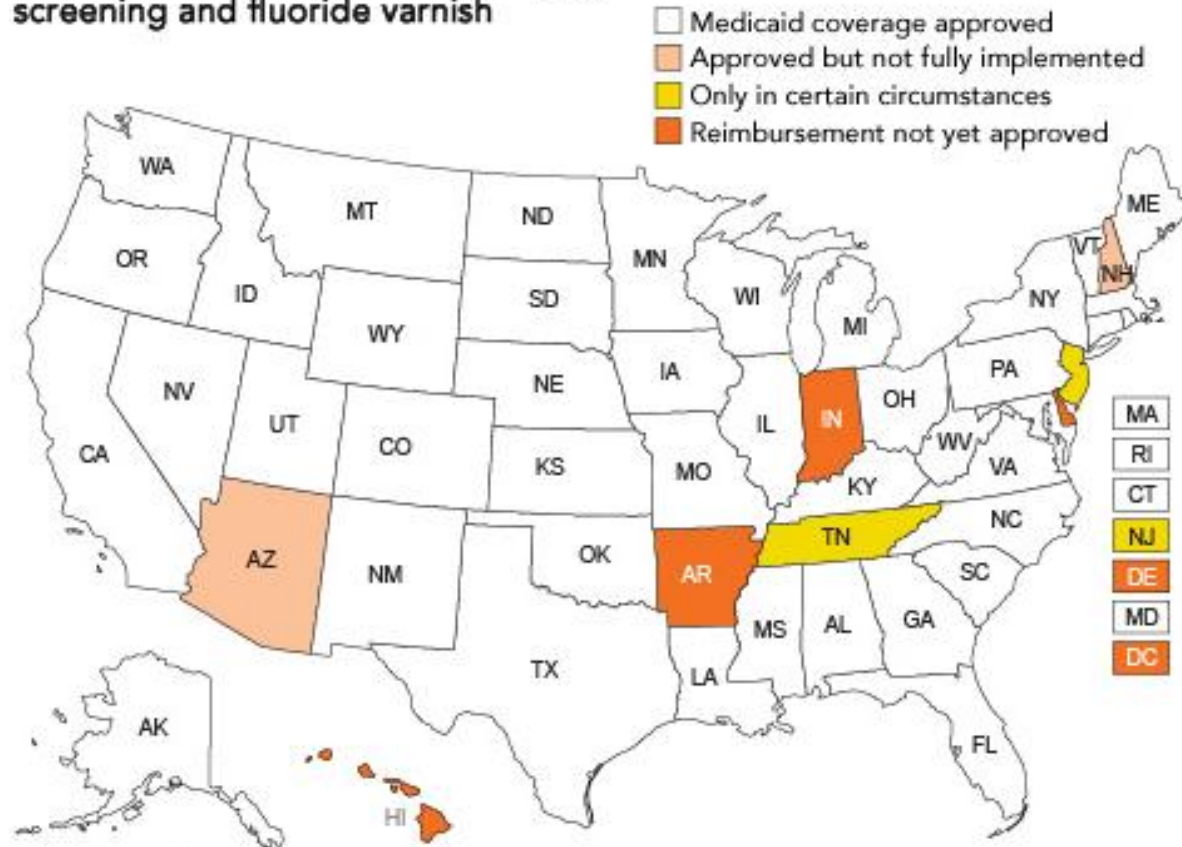 screening and fluoride varnish
Medicaid coverage approved
Approved but not fully implemented
Only in certain circumstances
Reimbursement not yet approved
WA
MT
ND
MN
ME
OR
ID
SD
WI
VT
NH
WY
MI
NY
NV
NE
IA
PA
UT
CO
IL
IN
OH
MA
CA
KS
MO
WV
VA
RI
KY
CT
AZ
NM
OK
AR
TN
NC
NJ
SC
DE
TX
MS
AL
GA
MD
LA
DC
AK
FL
HI